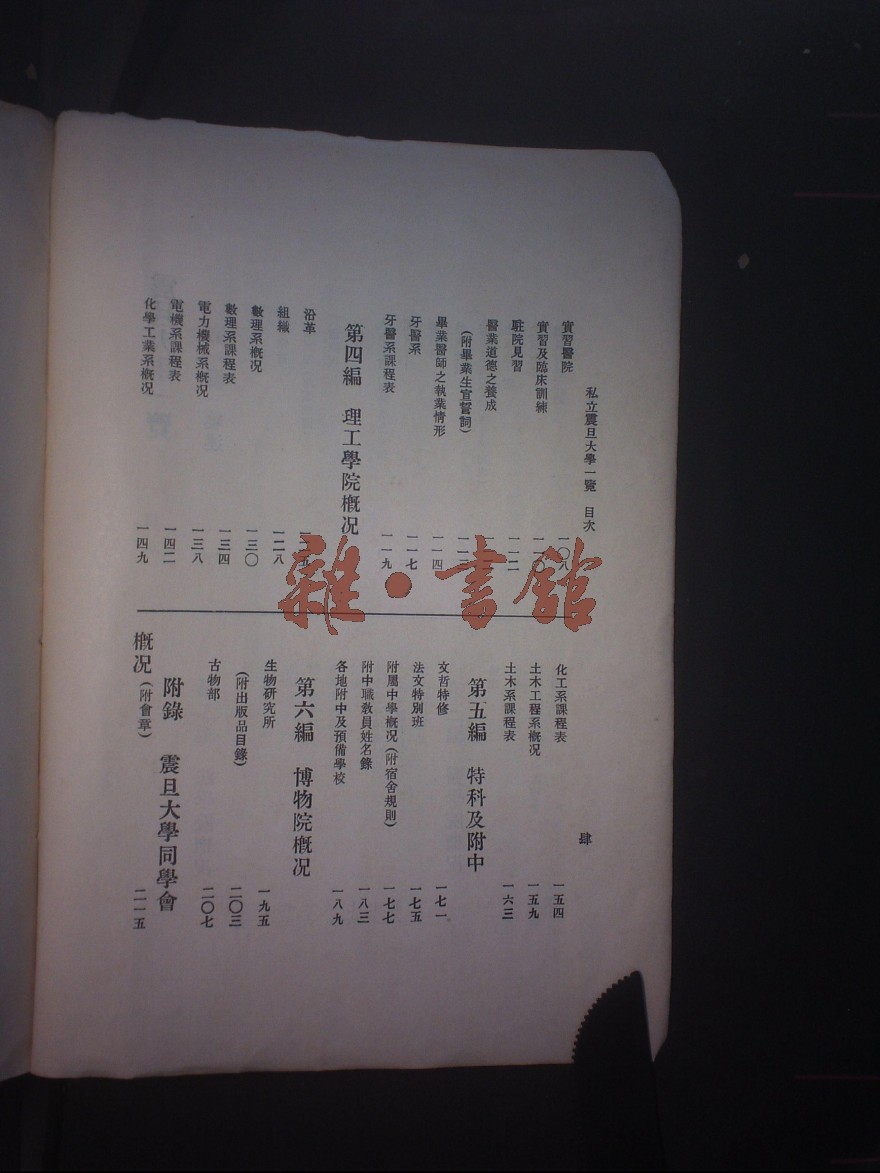 私立震旦大學一覽 目次
肆
實習醫院 一〇八
實習及臨床訓練
駐院見習
醫業道德之養成
(附畢業生宣誓詞)
畢業醫師之執業情形 一一四
牙醫系 一一七
牙醫系課程表 一一九
第四編 理工學院概况
沿革
組織 一二八
數理系概况 一三〇
數理系課程表 一三四
電力機械系概况 一三八
電機系課程表 一四二
化學工業系概况 一四九
化工系課程表 一五四
土木工程系概况 一五九
土木系課程表 一六三
第五編 特科及附中
文哲特修 一七一
法文特別班 一七五
附屬中學概况(附宿舍規則) 一七七
附中職教員姓名錄 一八三
各地附中及預備學校 一八九
第六編 博物院概况
生物研究所 一九五
(附出版品目錄) 二〇三
古物部 二〇七
附錄 震旦大學同學會
概况(附會章) 二一五
雜·書館